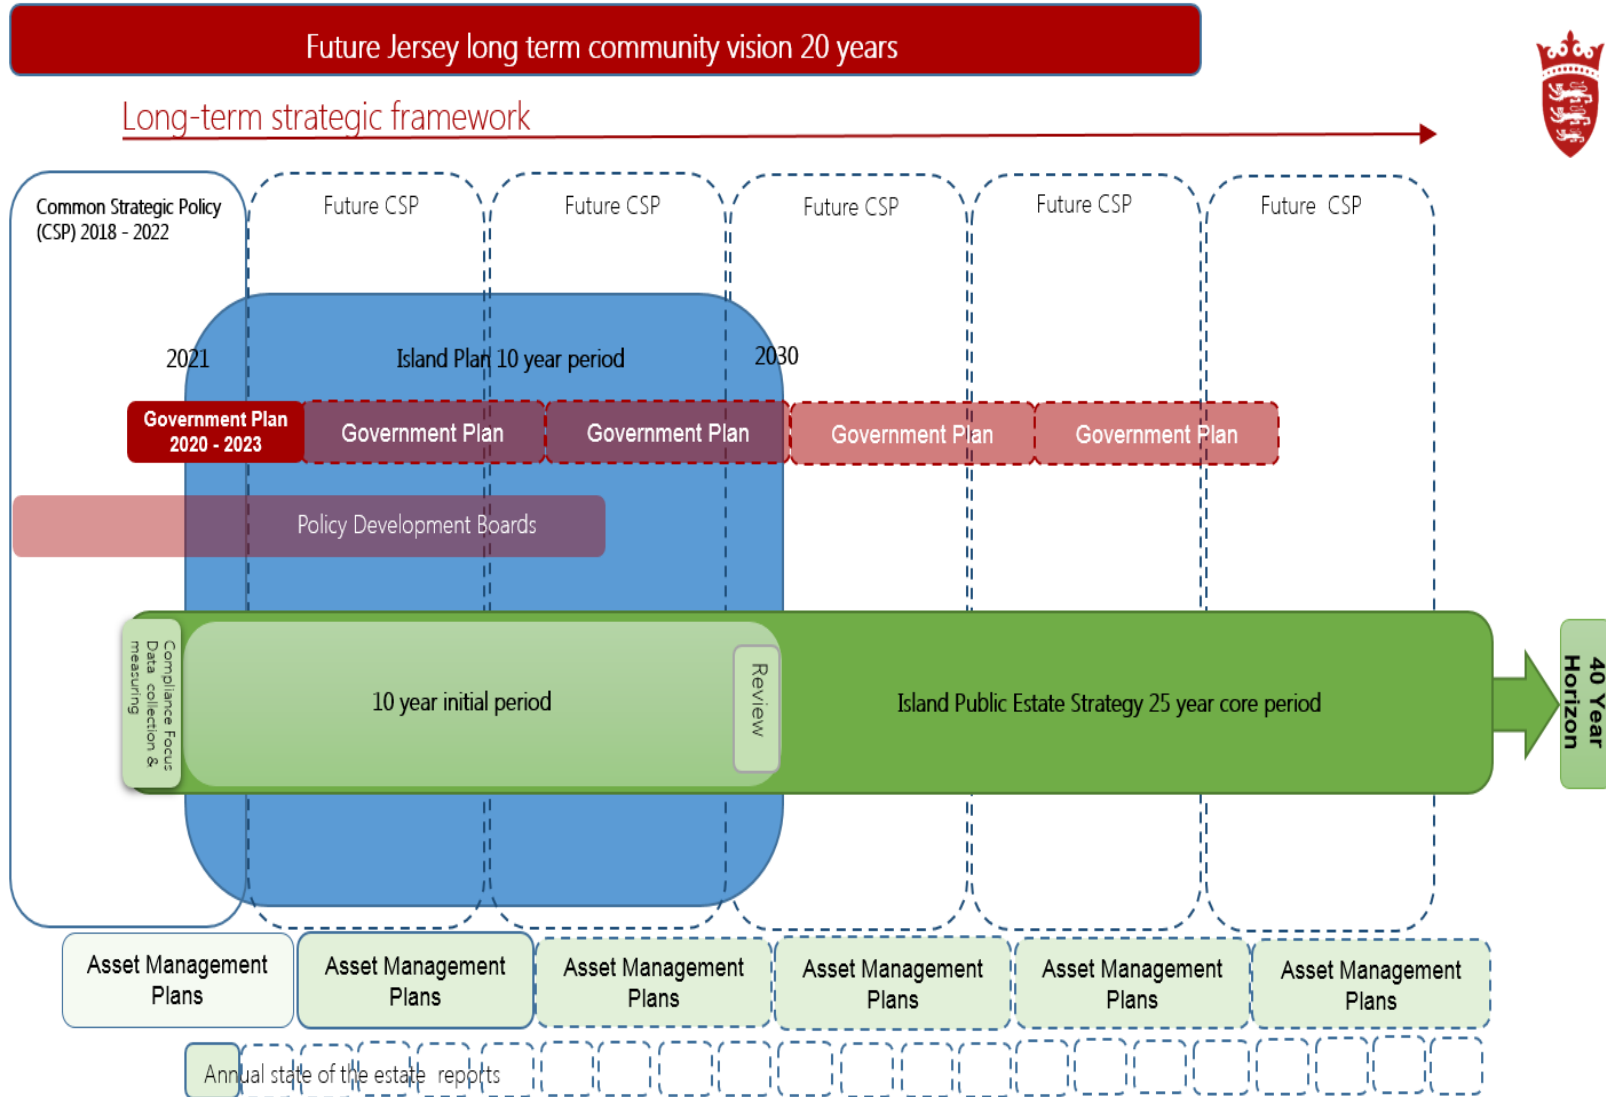 Future Jersey long term community vision 20 years
Long-term strategic framework
Common Strategic Policy
(CSP) 2018 - 2022
Future CSP
Future CSP
Future CSP
Future CSP
Future CSP
2021
Island Plan 10 year period
2030
Government Plan
2020 - 2023
Government Plan
Government Plan
Government Plan
Government Plan
Policy Development Boards
Compliance Focus
Data collection &
measuring
10 year initial period
Review
Island Public Estate Strategy 25 year core period
40 Year
Horizon
Asset Management
Plans
Asset Management
Plans
Asset Management
Plans
Asset Management
Plans
Asset Management
Plans
Asset Management
Plans
Annual state of the estate reports